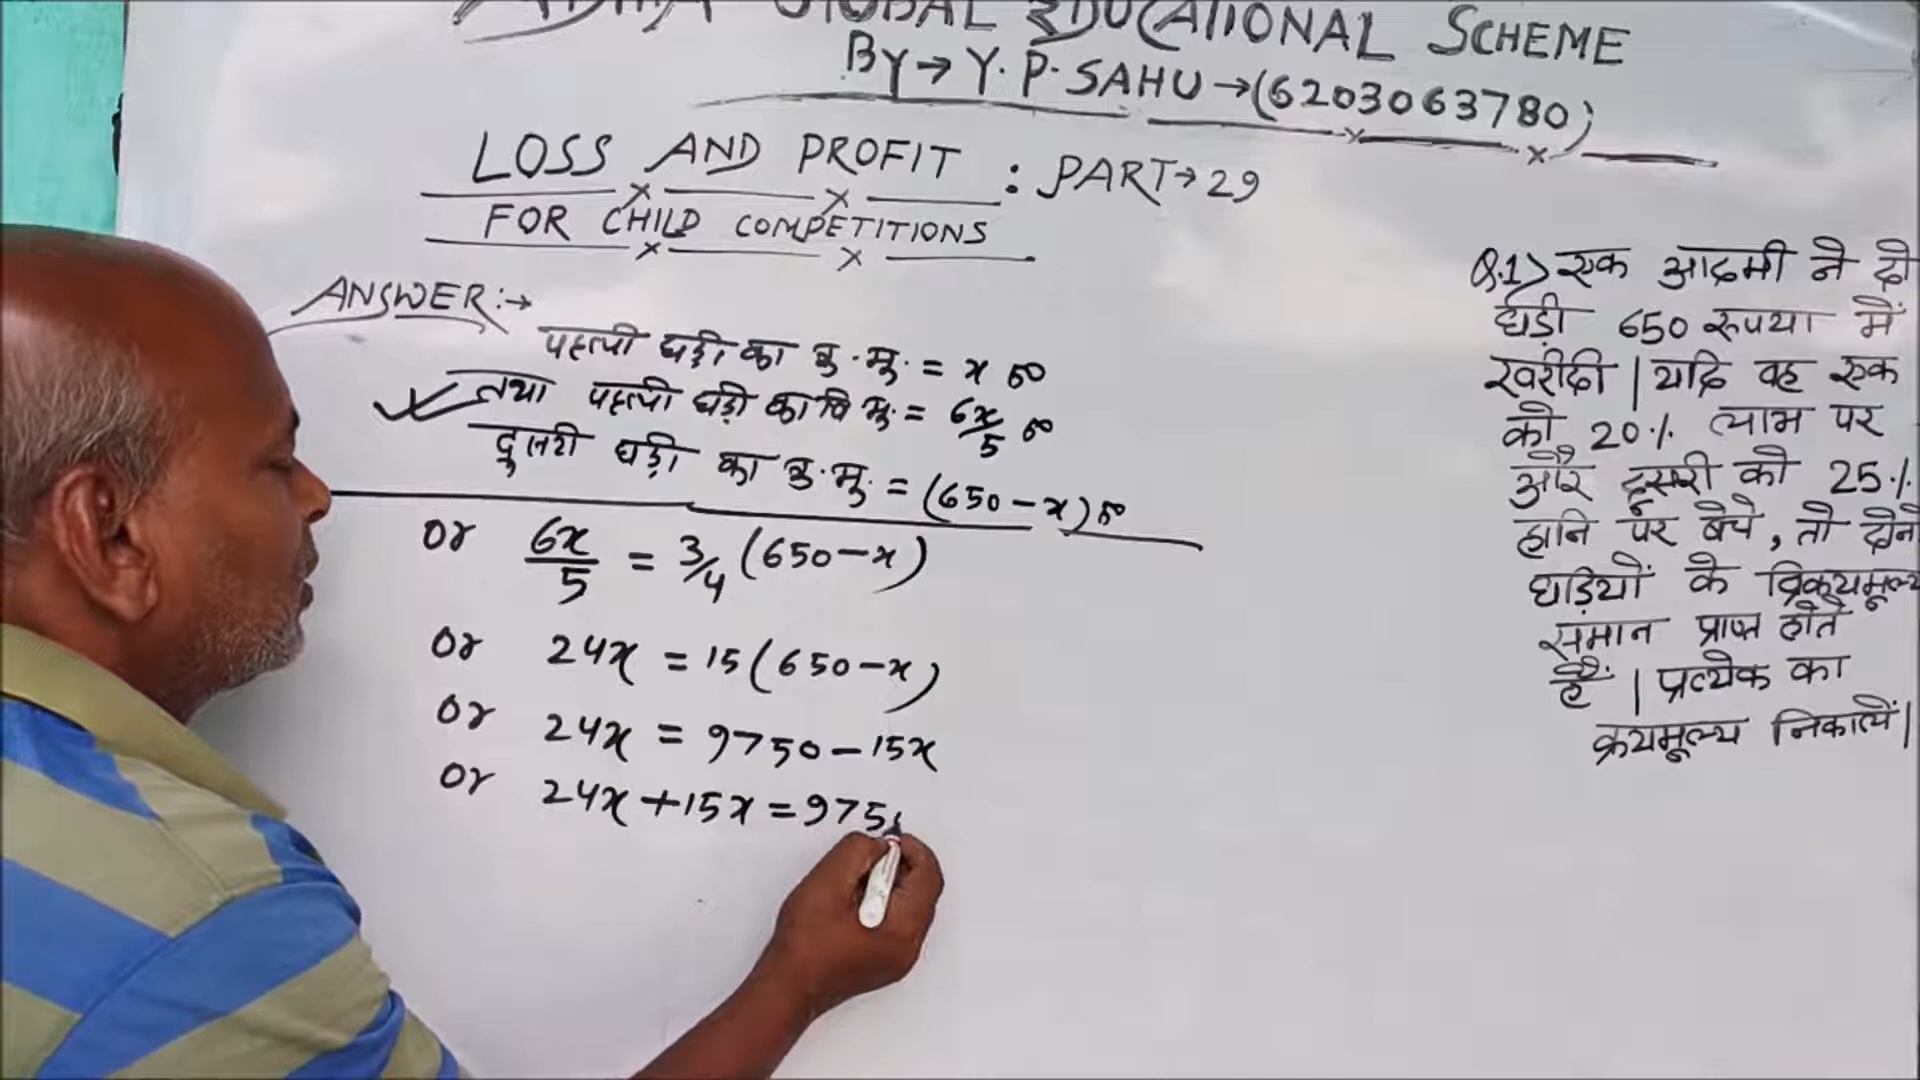 GLOBAL EDUCATIONAL SCHEME
BY → Y. P. SAHU → (6203063780)
LOSS AND PROFIT : PART → 29
FOR CHILD COMPETITIONS
ANSWER :→
पहली घड़ी का क्रु. मू. = x रु
तथा पहली घड़ी का वि मू. = 6x/5 रु
दुसरी घड़ी का क्रु. मू. = (650 - x) रु
or 6x/5 = 3/4 (650 - x)
or 24x = 15 (650 - x)
or 24x = 9750 - 15x
or 24x + 15x = 975
Q.1) एक आदमी ने दो
घड़ी 650 रूपया में
खरीदी | यदि वह एक
को 20% लाभ पर
और दूसरी को 25%
हानि पर बेचे, तो दोनो
घड़ियों के विक्रयमूल्य
समान प्राप्त होते
हैं | प्रत्येक का
क्रयमूल्य निकालें |